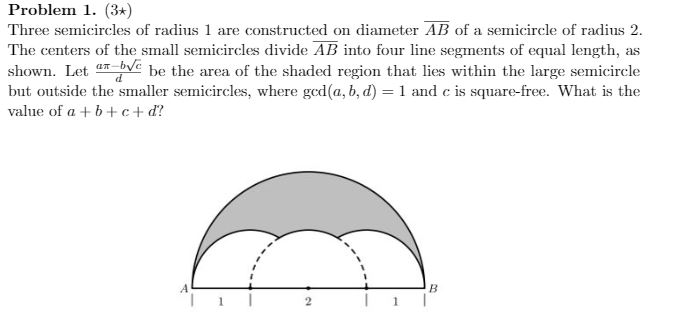 Problem 1. (3⋆)
Three semicircles of radius 1 are constructed on diameter $\overline{AB}$ of a semicircle of radius 2.
The centers of the small semicircles divide $\overline{AB}$ into four line segments of equal length, as
shown. Let $\frac{a\pi-b\sqrt{c}}{d}$ be the area of the shaded region that lies within the large semicircle
but outside the smaller semicircles, where gcd(a, b, d) = 1 and c is square-free. What is the
value of a + b + c + d?
A B
1 2 1